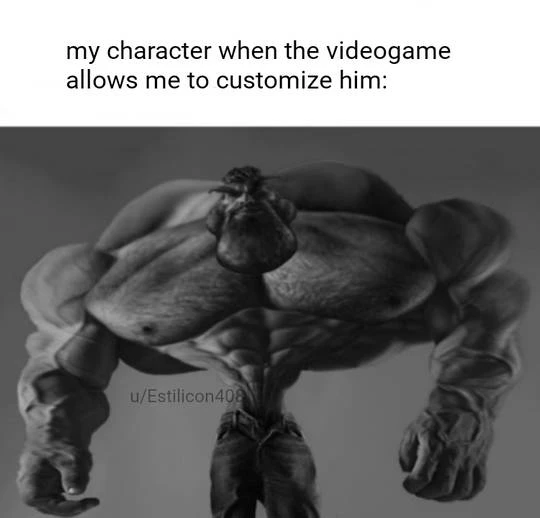 my character when the videogame
allows me to customize him:
u/Estilicon408